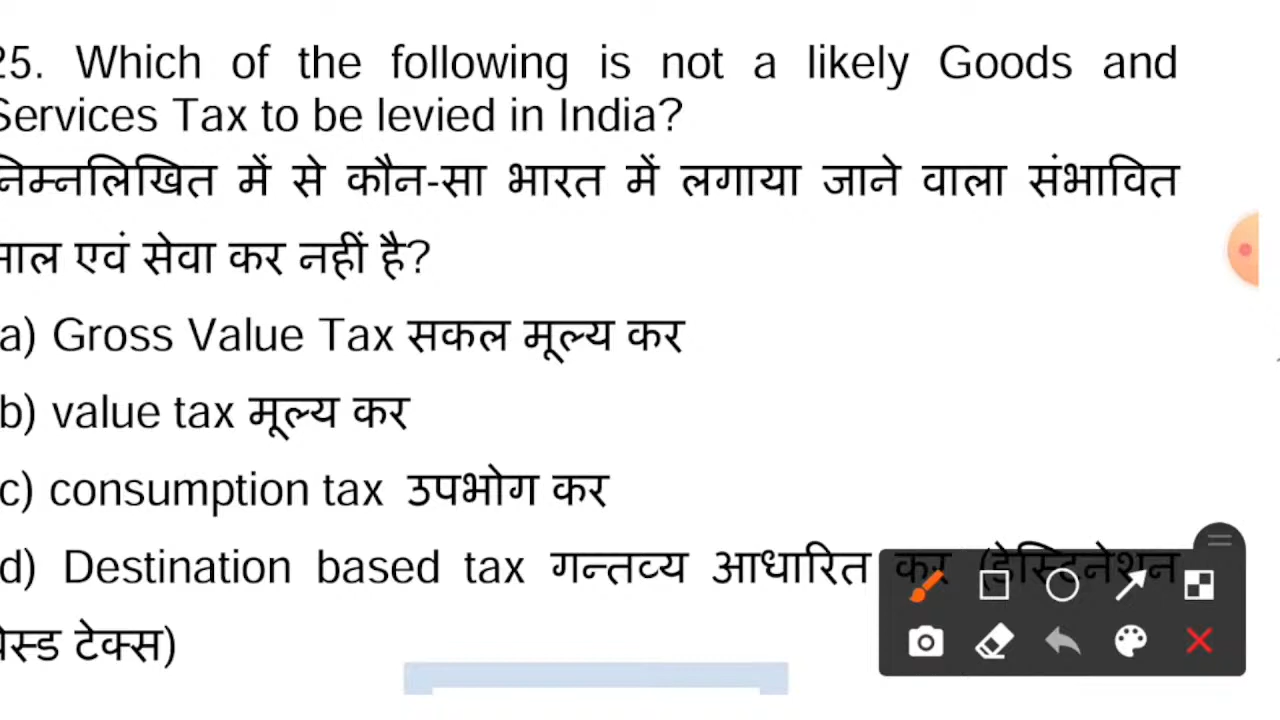 25. Which of the following is not a likely Goods and
Services Tax to be levied in India?
निम्नलिखित में से कौन-सा भारत में लगाया जाने वाला संभावित
माल एवं सेवा कर नहीं है?
a) Gross Value Tax सकल मूल्य कर
b) value tax मूल्य कर
c) consumption tax उपभोग कर
d) Destination based tax गन्तव्य आधारित कर (डेस्टिनेशन
बेस्ड टेक्स)